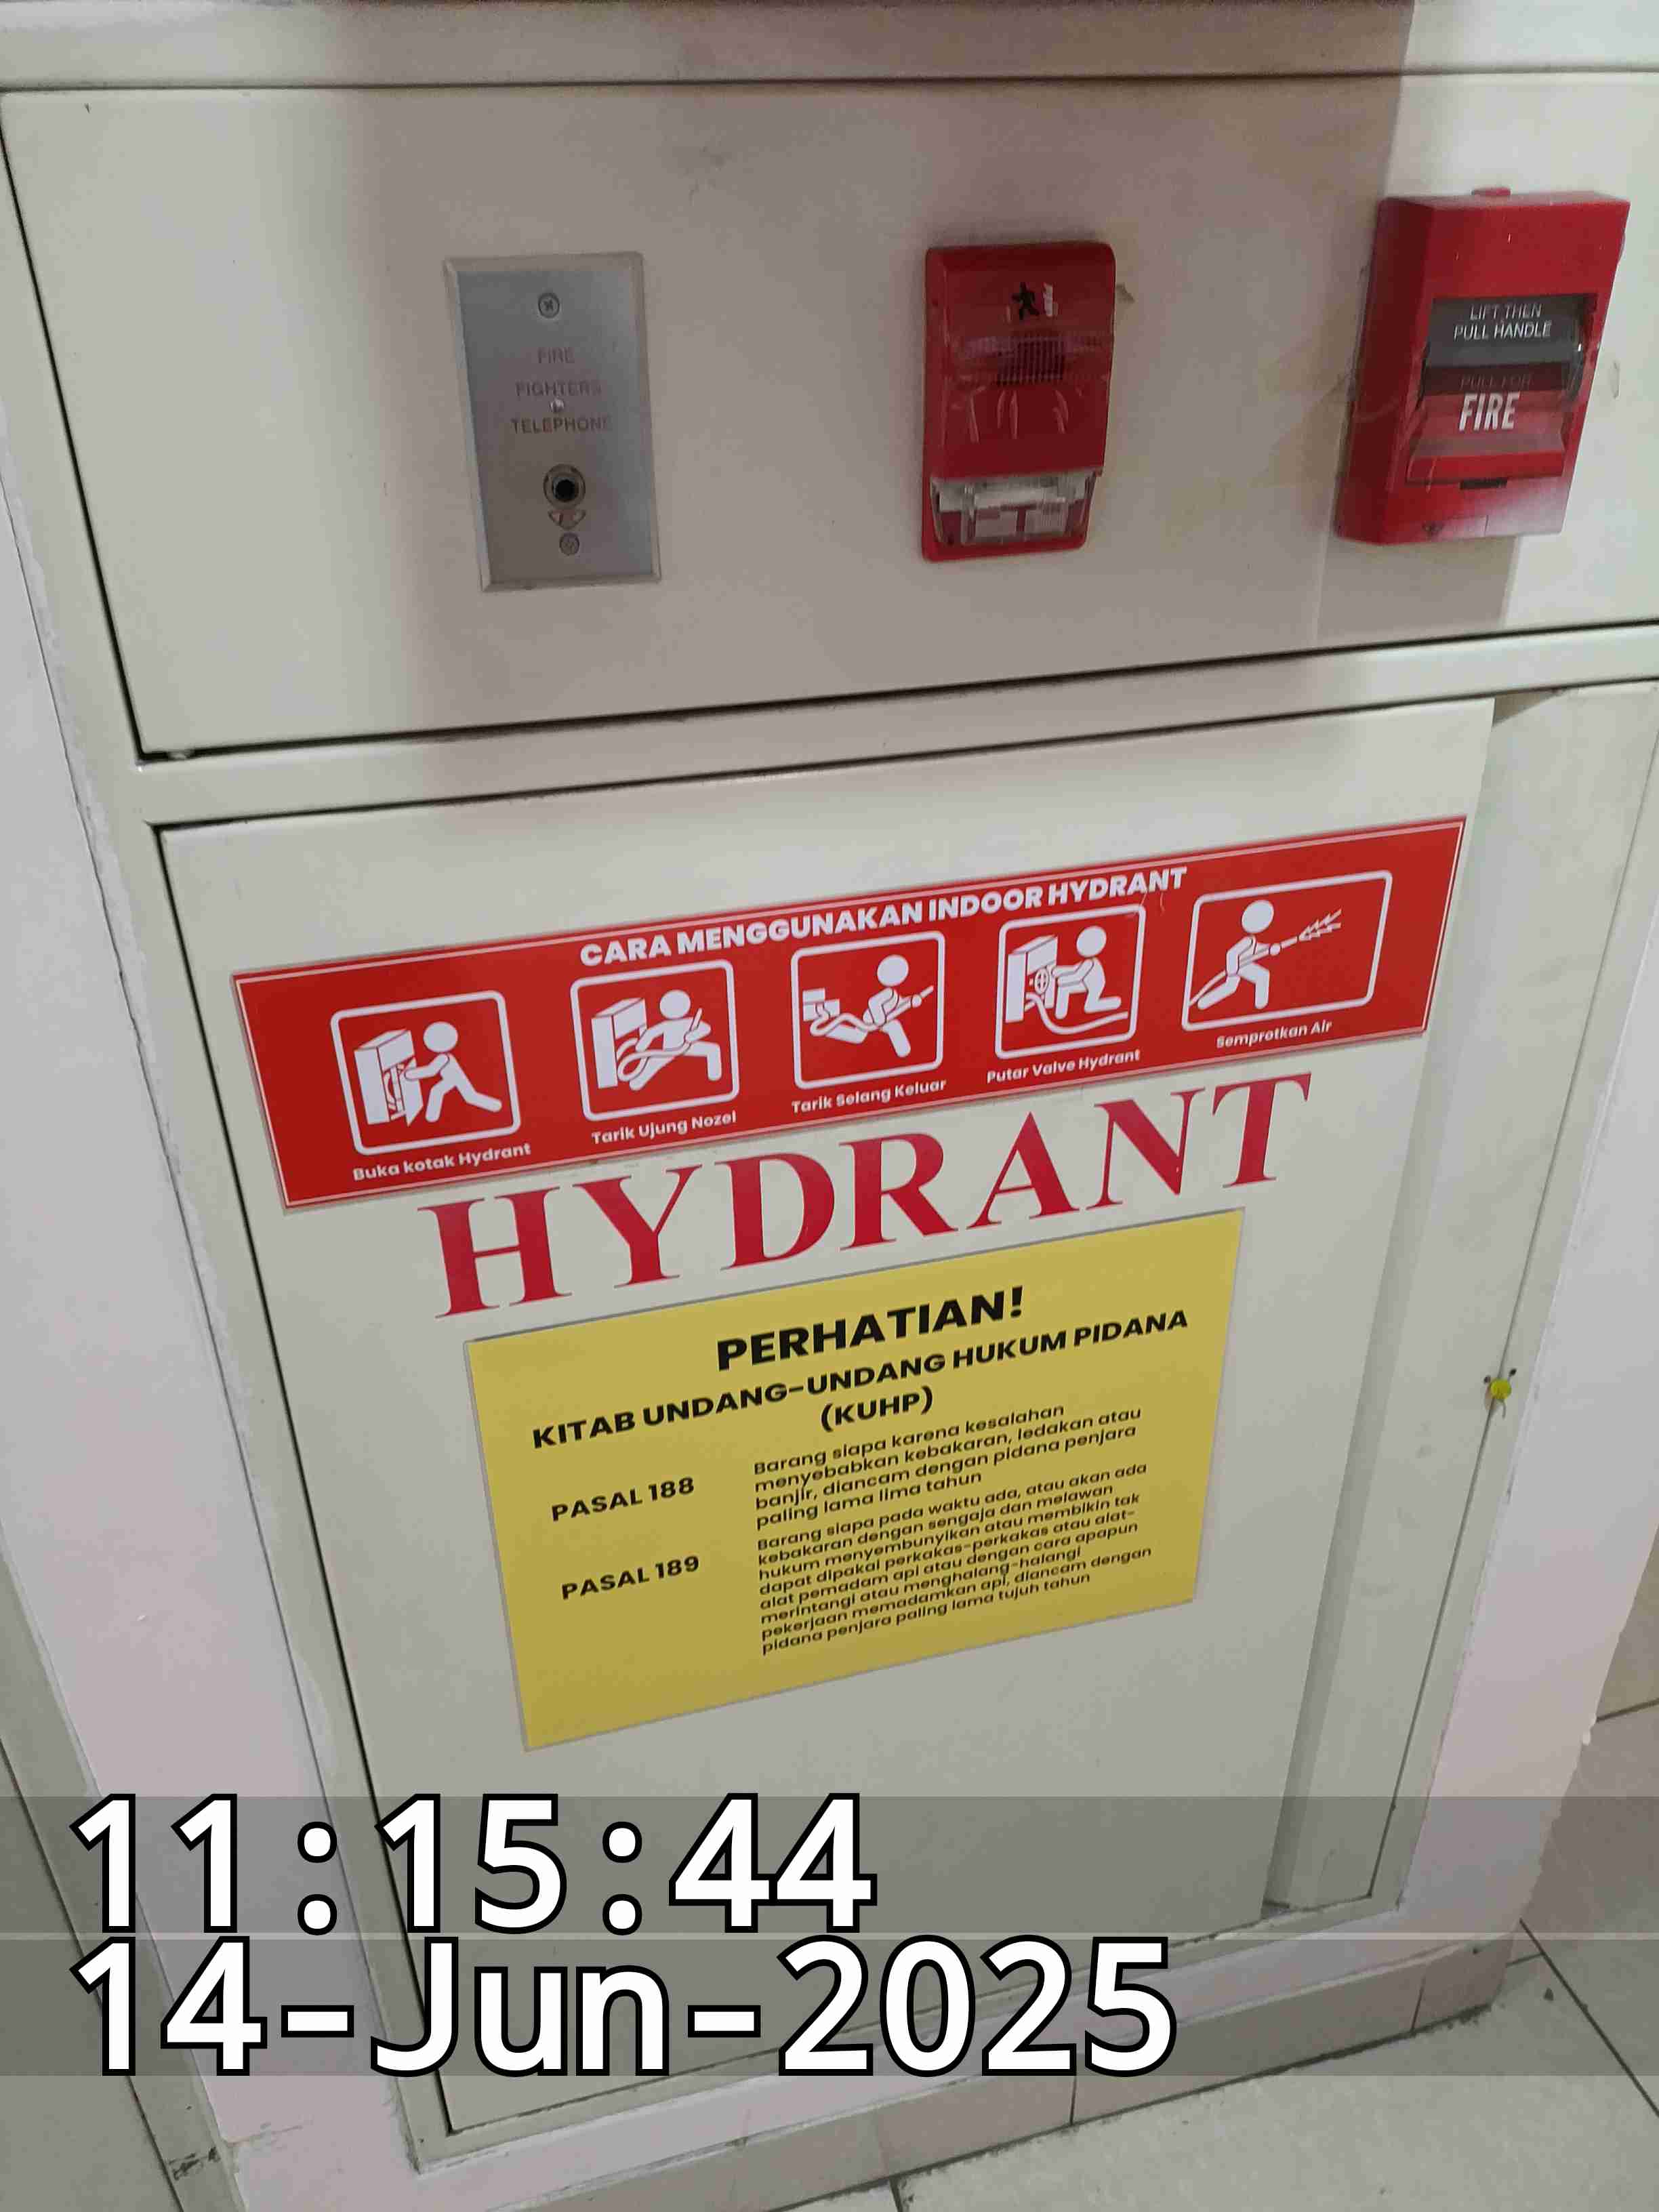 FIRE
FIGHTERS
TELEPHONE
LIFT THEN
PULL HANDLE
PULL FOR
FIRE
CARA MENGGUNAKAN INDOOR HYDRANT
Buka kotak Hydrant
Tarik Ujung Nozel
Tarik Selang Keluar
Putar Valve Hydrant
Semprotkan Air
HYDRANT
PERHATIAN!
KITAB UNDANG-UNDANG HUKUM PIDANA
(KUHP)
PASAL 188
Barang siapa karena kesalahan
menyebabkan kebakaran, ledakan atau
banjir, diancam dengan pidana penjara
paling lama lima tahun
PASAL 189
Barang siapa pada waktu ada, atau akan ada
kebakaran dengan sengaja dan melawan
hukum menyembunyikan atau membikin tak
dapat dipakai perkakas-perkakas atau alat-
alat pemadam api atau dengan cara apapun
merintangi atau menghalang-halangi
pekerjaan memadamkan api, diancam dengan
pidana penjara paling lama tujuh tahun
11:15:44
14-Jun-2025